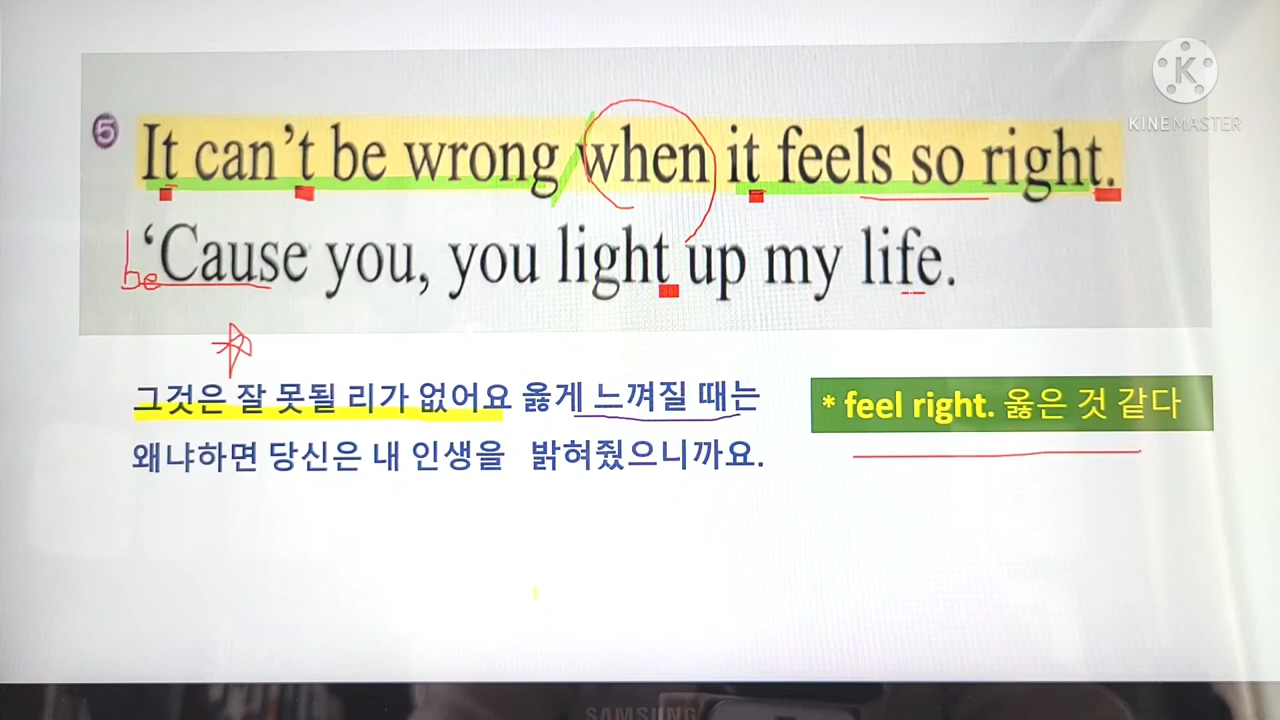 KINEMASTER
⑤ It can't be wrong when it feels so right.
be 'Cause you, you light up my life.
그것은 잘 못될 리가 없어요 옳게 느껴질 때는
* feel right. 옳은 것 같다
왜냐하면 당신은 내 인생을 밝혀줬으니까요.
SAMSUNG